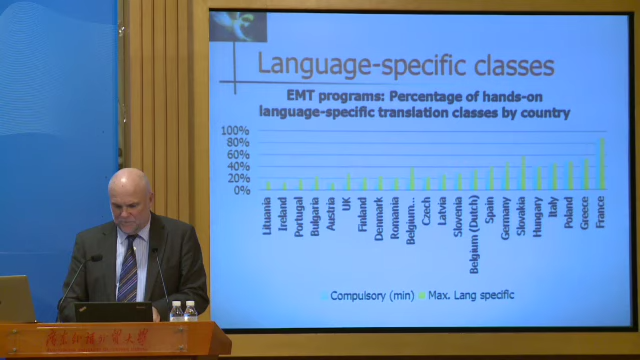 Language-specific classes
EMT programs: Percentage of hands-on
language-specific translation classes by country
100%
80%
60%
40%
20%
0%
Lituania
Ireland
Portugal
Bulgaria
Austria
UK
Finland
Denmark
Romania
Belgium...
Czech
Latvia
Slovenia
Belgium (Dutch)
Spain
Germany
Slovakia
Hungary
Italy
Poland
Greece
France
Compulsory (min)
Max. Lang specific